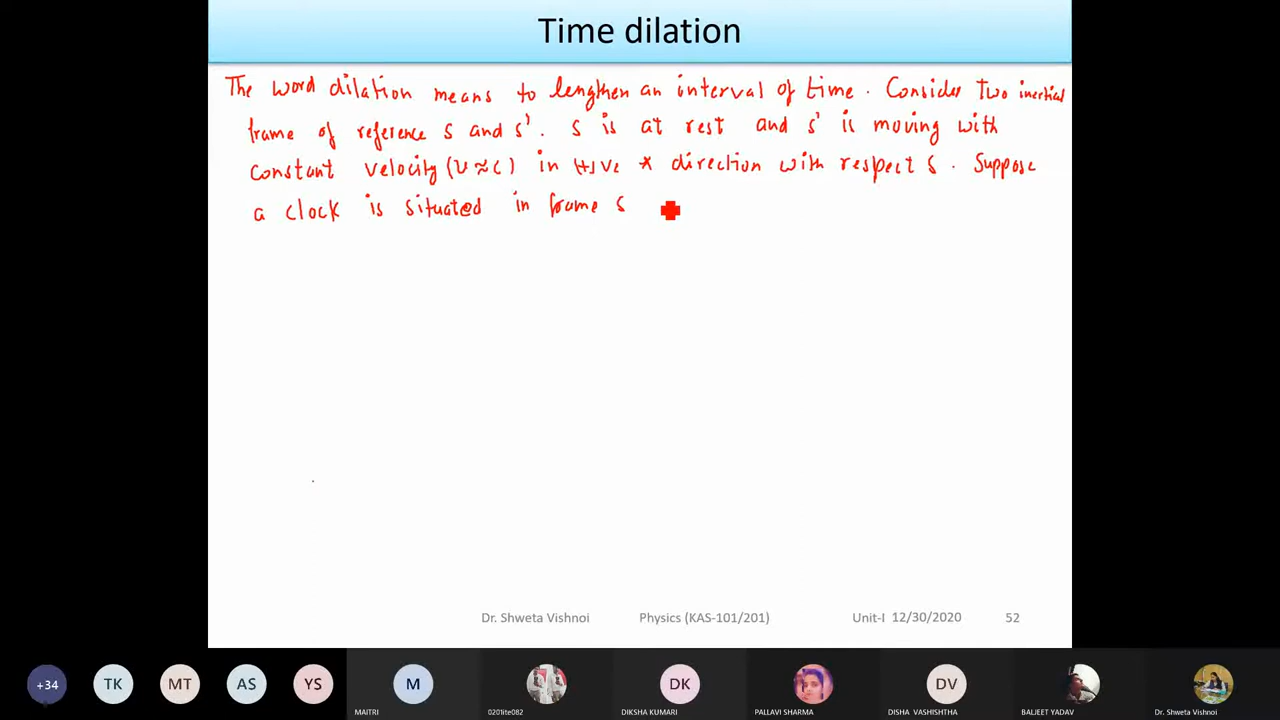 Time dilation
The word dilation means to lengthen an interval of time. Consider two inertial
frame of reference s and s'. s is at rest and s' is moving with
constant velocity (v≈c) in (+)ve x direction with respect s. Suppose
a clock is situated in frame s
Dr. Shweta Vishnoi Physics (KAS-101/201) Unit-I 12/30/2020 52
+34 TK MT AS YS M DK DV
MAITRI 0201ite082 DIKSHA KUMARI PALLAVI SHARMA DISHA VASHISHTHA BALJEET YADAV Dr. Shweta Vishnoi